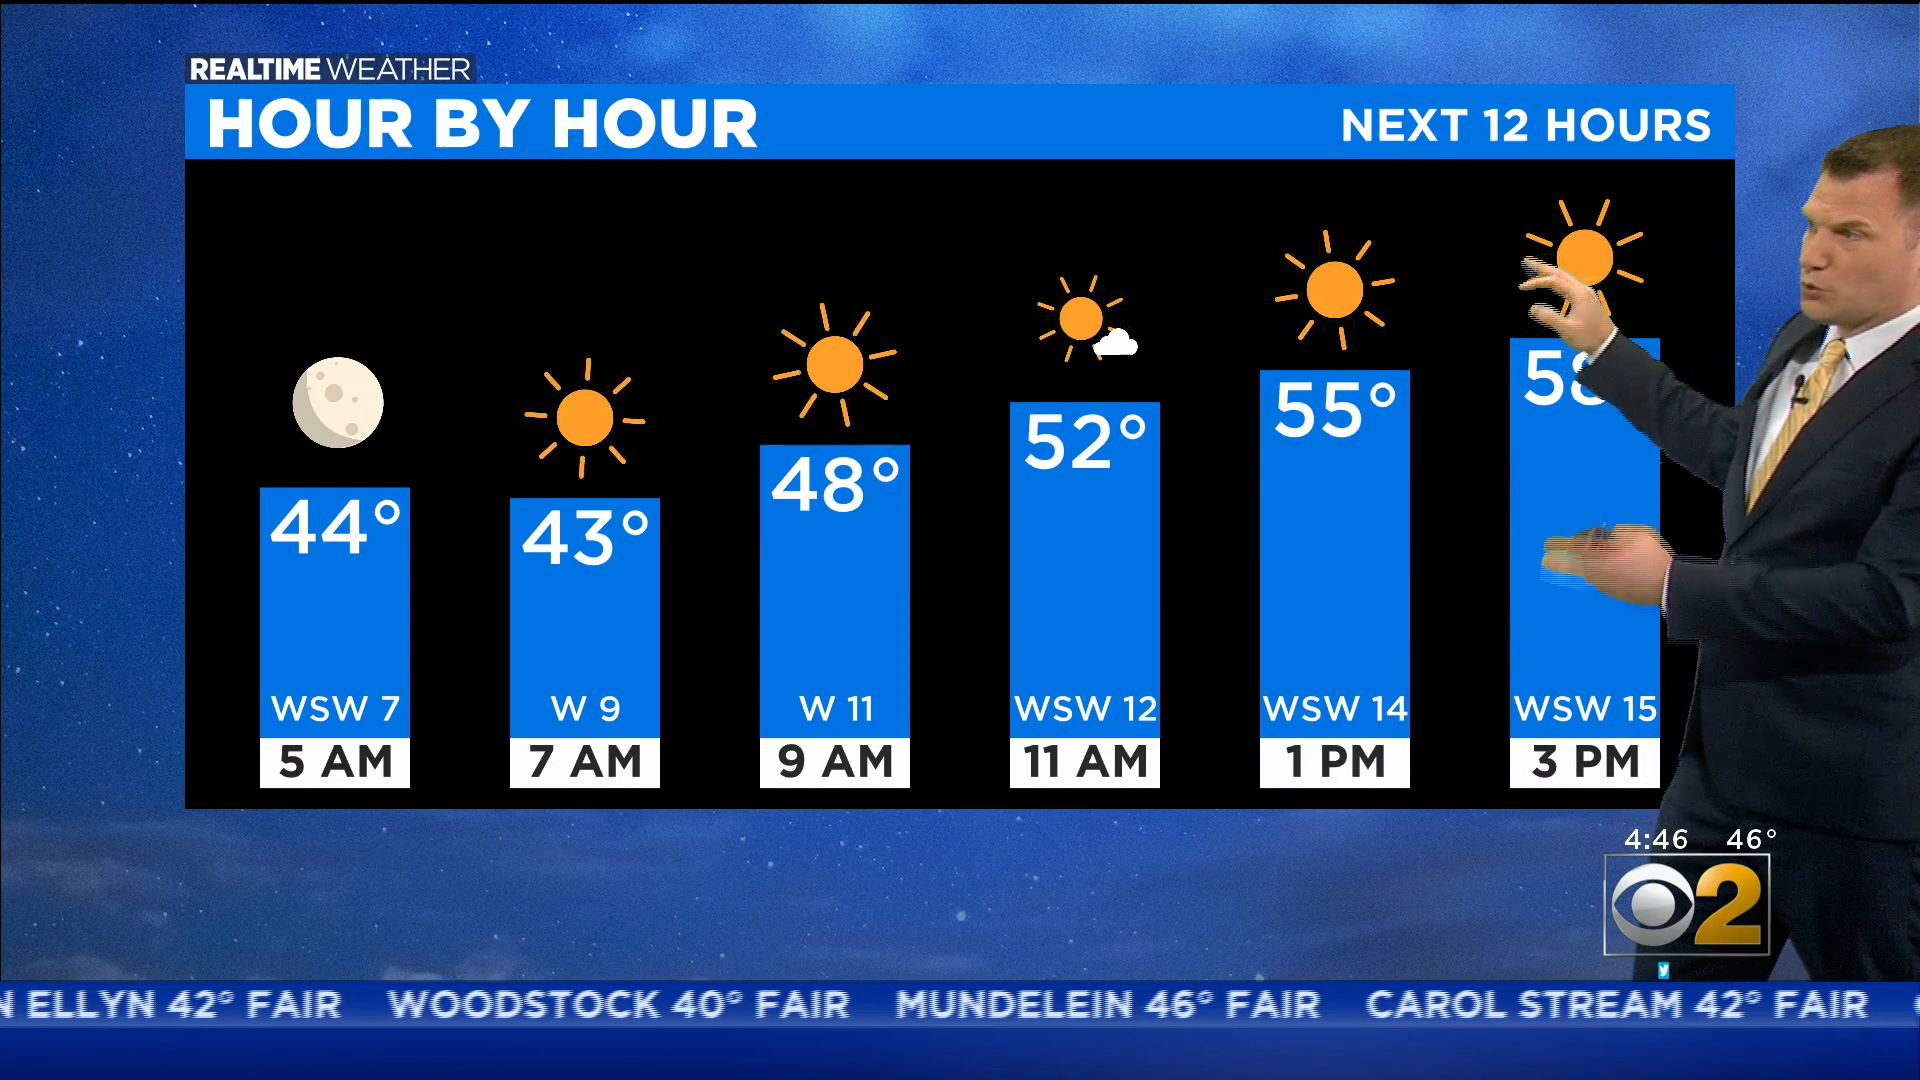 REALTIME WEATHER
HOUR BY HOUR
NEXT 12 HOURS
44°
43°
48°
52°
55°
58
WSW 7
W 9
W 11
WSW 12
WSW 14
WSW 15
5 AM
7 AM
9 AM
11 AM
1 PM
3 PM
4:46 46°
2
N ELLYN 42° FAIR WOODSTOCK 40° FAIR MUNDELEIN 46° FAIR CAROL STREAM 42° FAIR